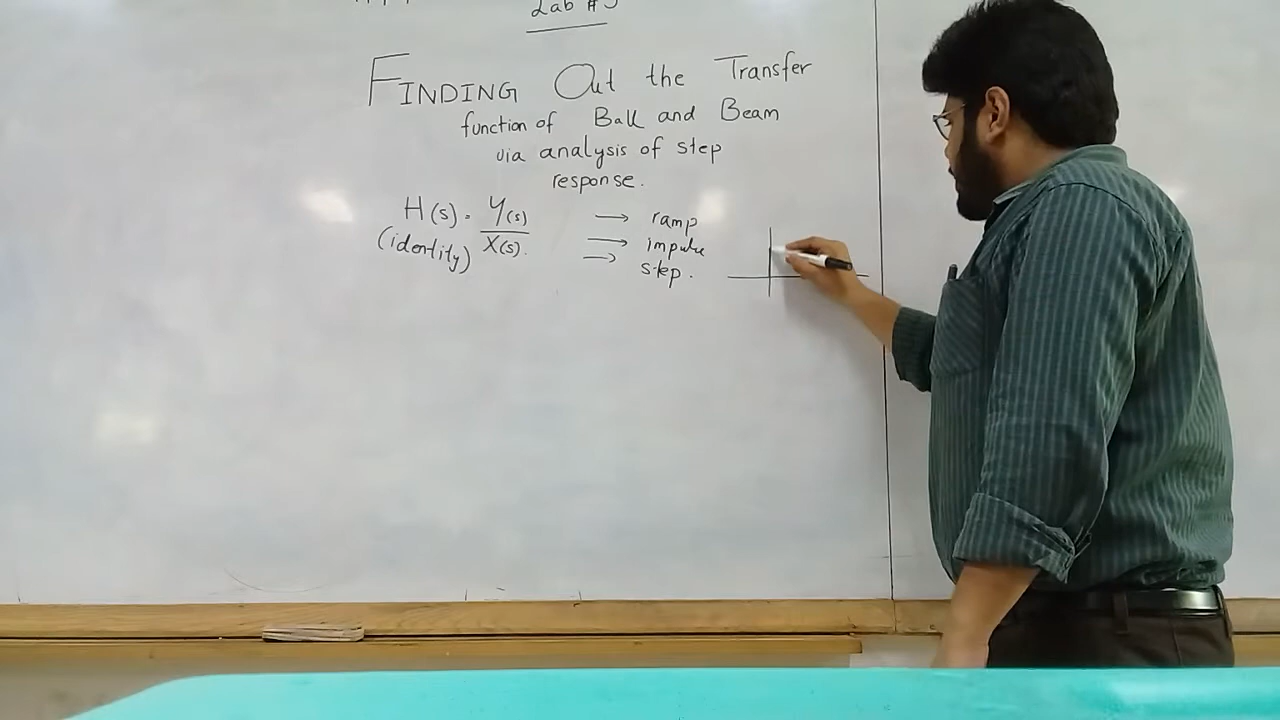 Lab #
FINDING Out the Transfer
function of Ball and Beam
via analysis of step
response.
H(s) = Y(s)/X(s) → ramp
(identity) → impulse
→ step.